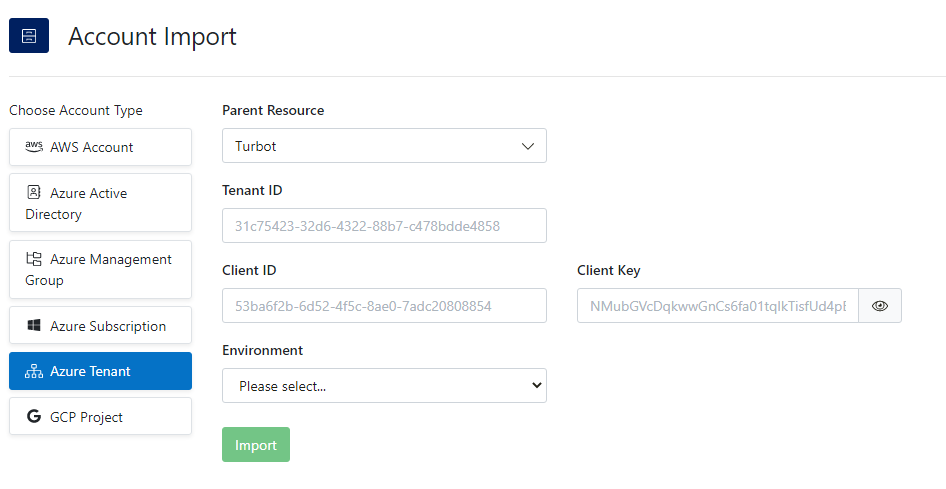 Account Import
Choose Account Type
aws AWS Account
Azure Active
Directory
Azure Management
Group
Azure Subscription
Azure Tenant
G GCP Project
Parent Resource
Turbot
Tenant ID
31c75423-32d6-4322-88b7-c478bdde4858
Client ID
53ba6f2b-6d52-4f5c-8ae0-7adc20808854
Client Key
NMubGVcDqkwwGnCs6fa01tqIkTisfUd4pE
Environment
Please select...
Import